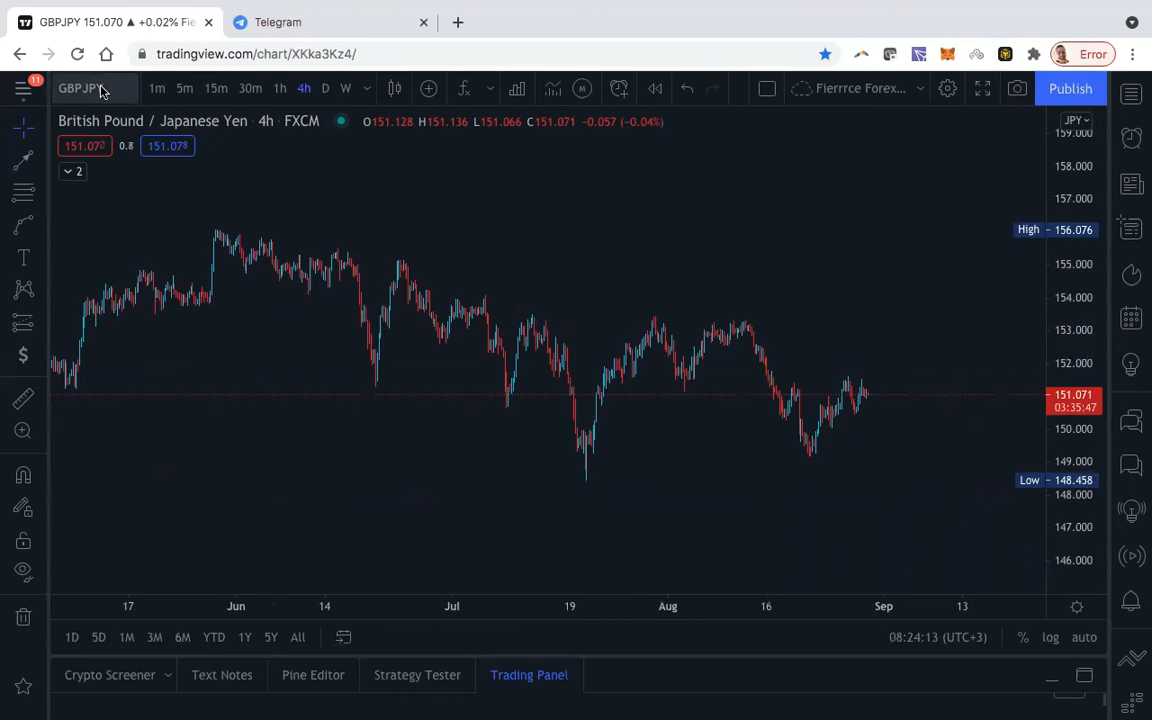 GBPJPY 151.070 ▲ +0.02% Fie
Telegram
tradingview.com/chart/XKka3Kz4/
Error
11
GBPJPY
1m 5m 15m 30m 1h 4h D W
Fierrrce Forex...
Publish
British Pound / Japanese Yen · 4h · FXCM
O151.128 H151.136 L151.066 C151.071 -0.057 (-0.04%)
JPY
151.070 0.8 151.078
2
159.000
158.000
157.000
High 156.076
155.000
154.000
153.000
152.000
151.071
03:35:47
150.000
149.000
Low 148.458
148.000
147.000
146.000
17 Jun 14 Jul 19 Aug 16 Sep 13
1D 5D 1M 3M 6M YTD 1Y 5Y All
08:24:13 (UTC+3) % log auto
Crypto Screener Text Notes Pine Editor Strategy Tester Trading Panel